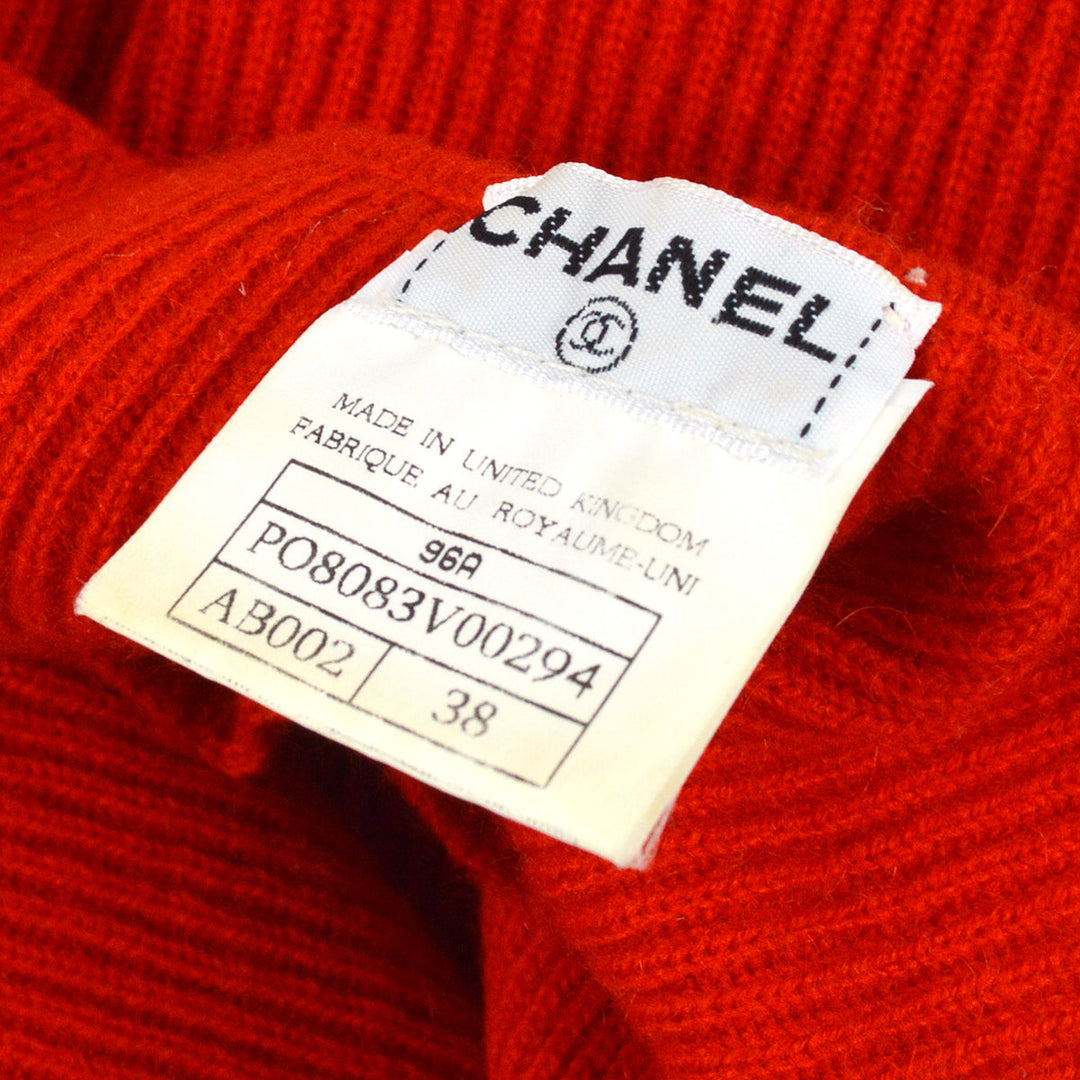 CHANEL
MADE IN UNITED KINGDOM
FABRIQUE AU ROYAUME-UNI
96A
PO8083V00294
AB002
38